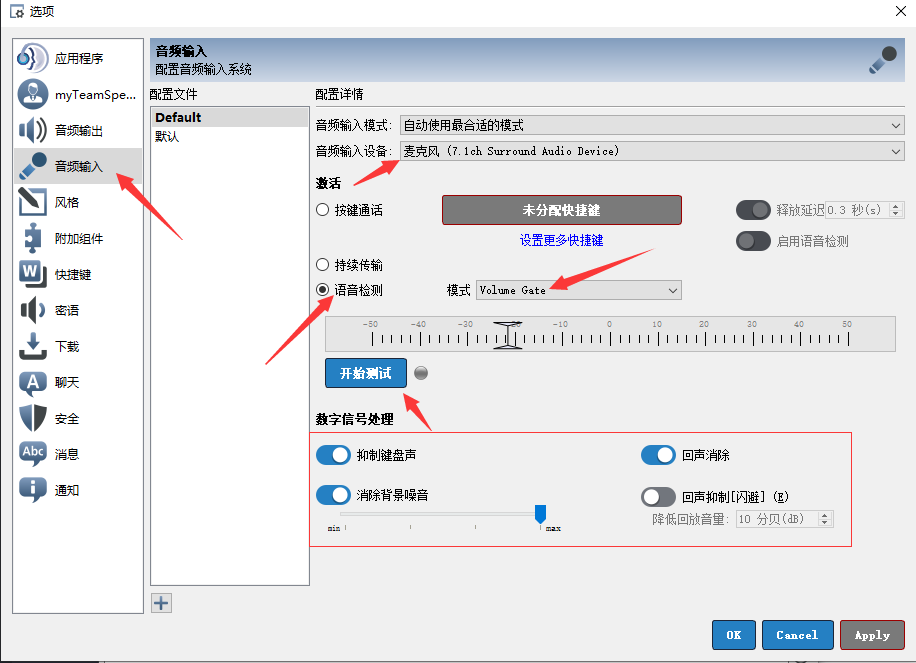 选项
应用程序
myTeamSpe...
音频输出
音频输入
风格
附加组件
快捷键
密语
下载
聊天
安全
消息
通知
音频输入
配置音频输入系统
配置文件
Default
默认
配置详情
音频输入模式: 自动使用最合适的模式
音频输入设备: 麦克风 (7.1ch Surround Audio Device)
激活
按键通话 未分配快捷键 释放延迟 0.3 秒(s)
设置更多快捷键 启用语音检测
持续传输
语音检测 模式 Volume Gate
-50 -40 -30 -10 0 10 20 30 40 50
开始测试
数字信号处理
抑制键盘声 回声消除
消除背景噪音 回声抑制[闪避] (E)
降低回放音量: 10 分贝(dB)
min max
OK Cancel Apply